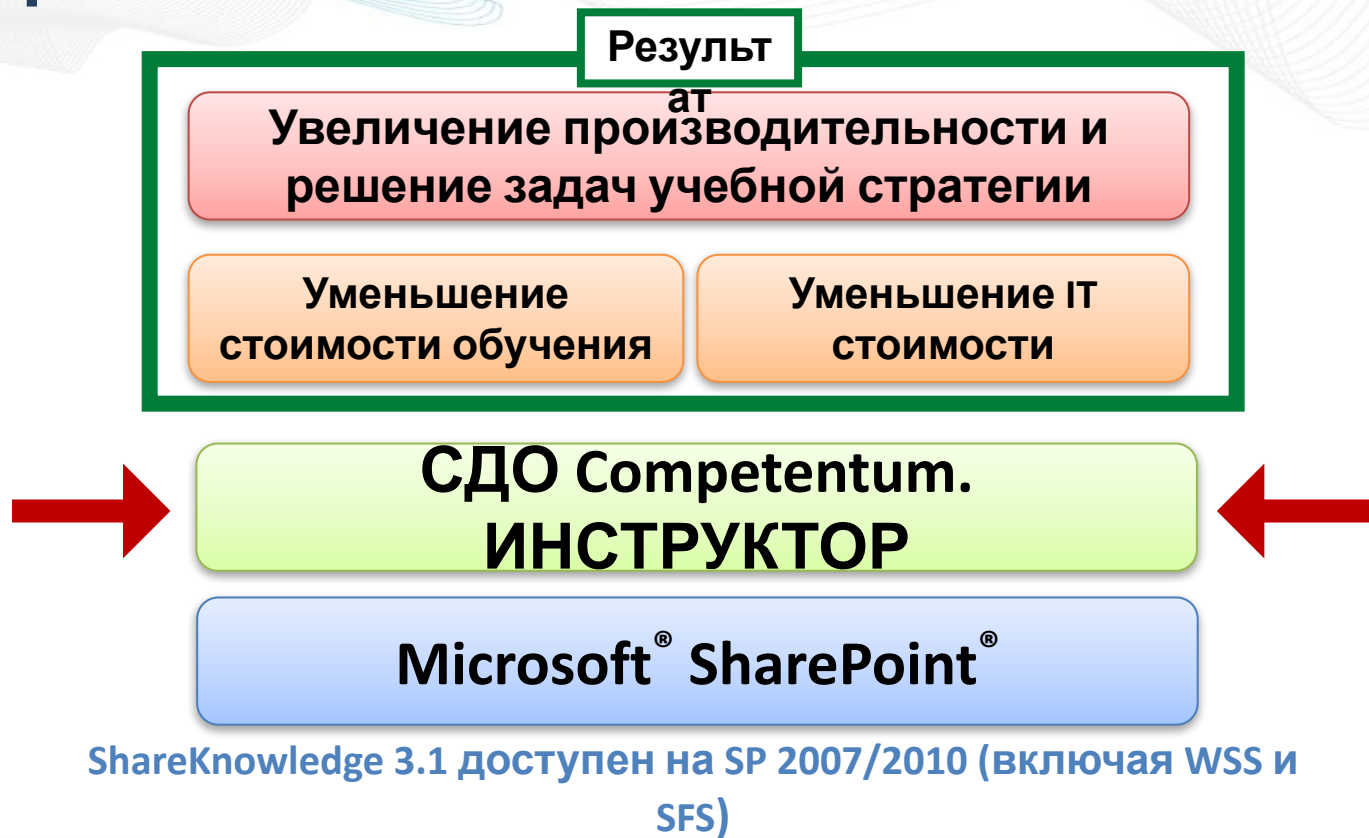 Результ
ат
Увеличение производительности и
решение задач учебной стратегии
Уменьшение
стоимости обучения
Уменьшение IT
стоимости
СДО Competentum.
ИНСТРУКТОР
Microsoft® SharePoint®
ShareKnowledge 3.1 доступен на SP 2007/2010 (включая WSS и
SFS)